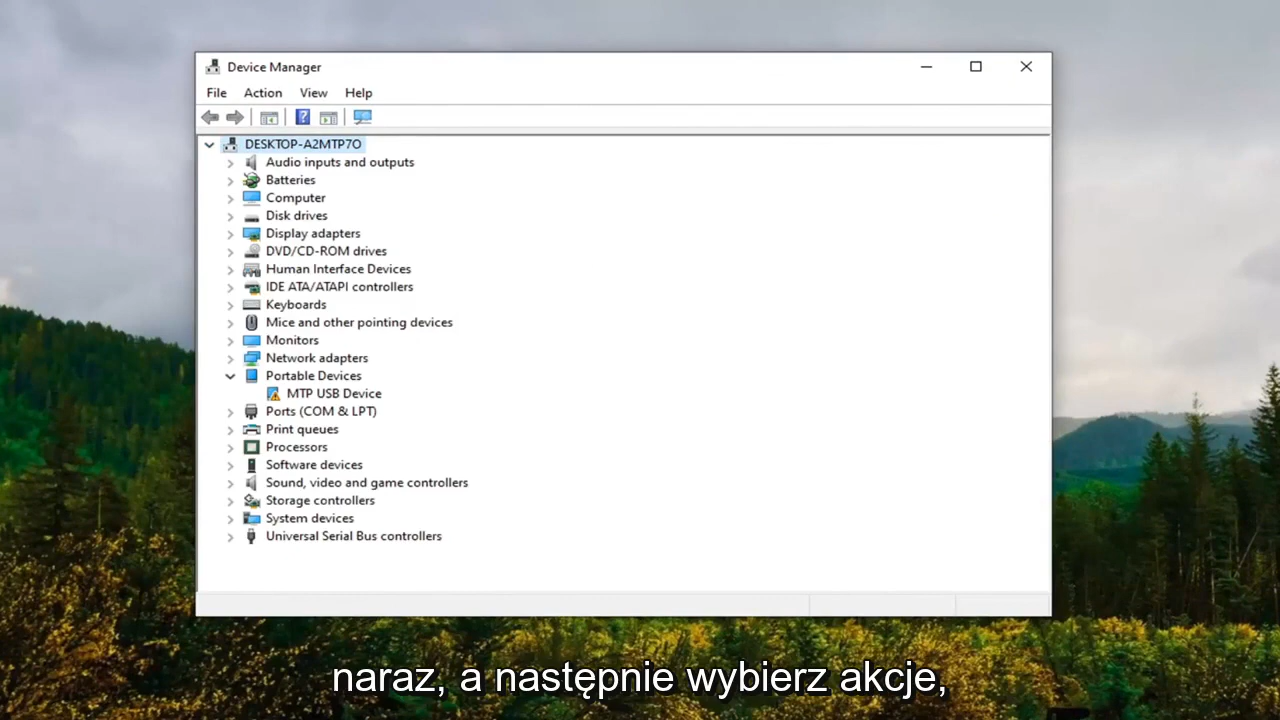 Device Manager
File Action View Help
DESKTOP-A2MTP7O
Audio inputs and outputs
Batteries
Computer
Disk drives
Display adapters
DVD/CD-ROM drives
Human Interface Devices
IDE ATA/ATAPI controllers
Keyboards
Mice and other pointing devices
Monitors
Network adapters
Portable Devices
MTP USB Device
Ports (COM & LPT)
Print queues
Processors
Software devices
Sound, video and game controllers
Storage controllers
System devices
Universal Serial Bus controllers
naraz, a następnie wybierz akcje,